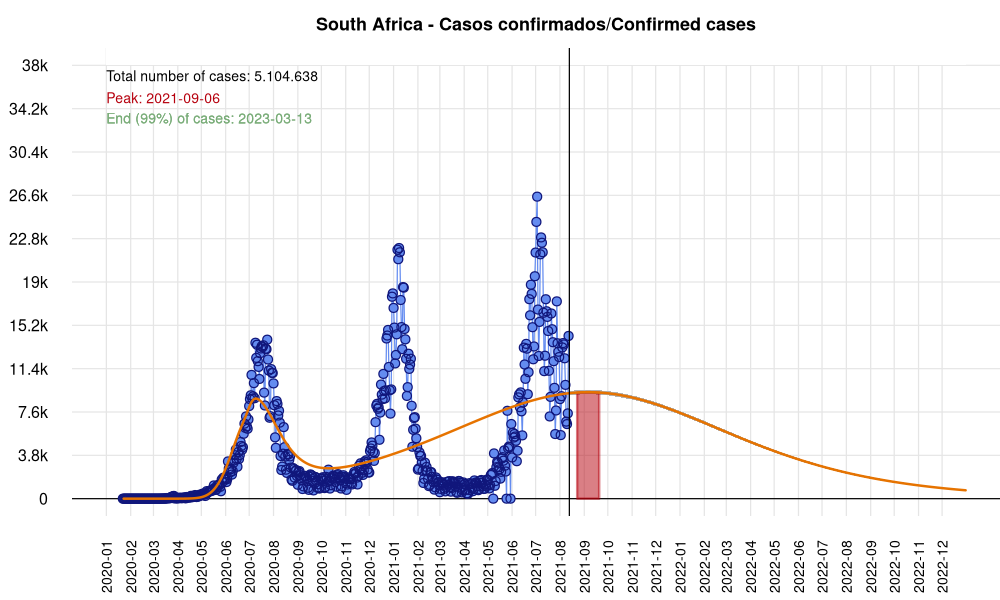 South Africa - Casos confirmados/Confirmed cases
Total number of cases: 5.104.638
Peak: 2021-09-06
End (99%) of cases: 2023-03-13
38k
34.2k
30.4k
26.6k
22.8k
19k
15.2k
11.4k
7.6k
3.8k
0
2020-01
2020-02
2020-03
2020-04
2020-05
2020-06
2020-07
2020-08
2020-09
2020-10
2020-11
2020-12
2021-01
2021-02
2021-03
2021-04
2021-05
2021-06
2021-07
2021-08
2021-09
2021-10
2021-11
2021-12
2022-01
2022-02
2022-03
2022-04
2022-05
2022-06
2022-07
2022-08
2022-09
2022-10
2022-11
2022-12